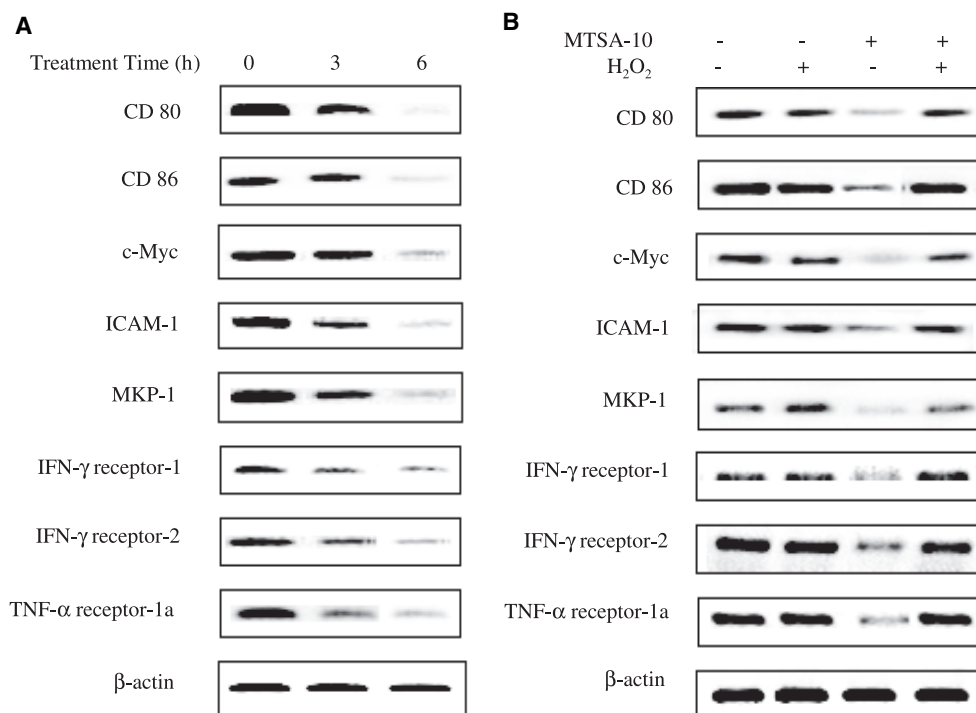 A
Treatment Time (h) 0 3 6
CD 80
CD 86
c-Myc
ICAM-1
MKP-1
IFN-γ receptor-1
IFN-γ receptor-2
TNF-α receptor-1a
β-actin
B
MTSA-10 - - + +
H₂O₂ - + - +
CD 80
CD 86
c-Myc
ICAM-1
MKP-1
IFN-γ receptor-1
IFN-γ receptor-2
TNF-α receptor-1a
β-actin